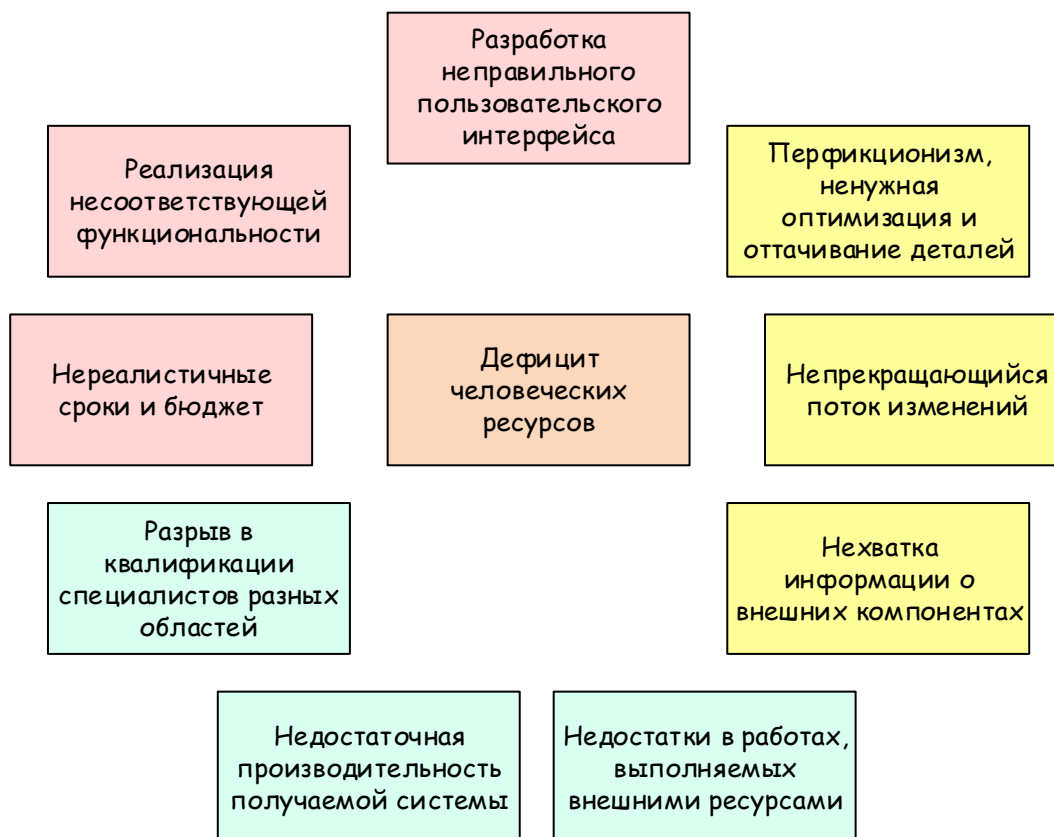 Разработка
неправильного
пользовательского
интерфейса
Реализация
несоответствующей
функциональности
Перфикционизм,
ненужная
оптимизация и
оттачивание деталей
Нереалистичные
сроки и бюджет
Дефицит
человеческих
ресурсов
Непрекращающийся
поток изменений
Разрыв в
квалификации
специалистов разных
областей
Нехватка
информации о
внешних компонентах
Недостаточная
производительность
получаемой системы
Недостатки в работах,
выполняемых
внешними ресурсами